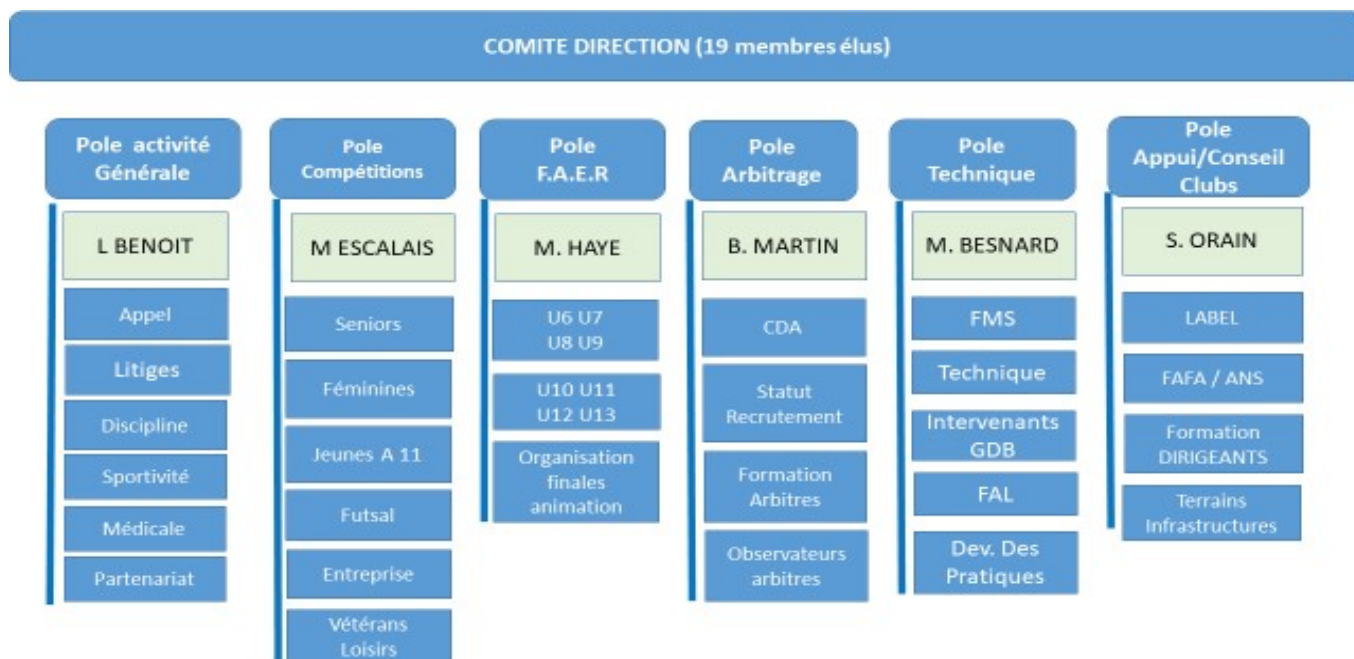 COMITE DIRECTION (19 membres élus)
Pole activité
Générale
L BENOIT
Appel
Litiges
Discipline
Sportivité
Médicale
Partenariat
Pole
Compétitions
M ESCALAIS
Seniors
Féminines
Jeunes A 11
Futsal
Entreprise
Vétérans
Loisirs
Pole
F.A.E.R
M. HAYE
U6 U7
U8 U9
U10 U11
U12 U13
Organisation
finales
animation
Pole
Arbitrage
B. MARTIN
CDA
Statut
Recrutement
Formation
Arbitres
Observateurs
arbitres
Pole
Technique
M. BESNARD
FMS
Technique
Intervenants
GDB
FAL
Dev. Des
Pratiques
Pole
Appui/Conseil
Clubs
S. ORAIN
LABEL
FAFA / ANS
Formation
DIRIGEANTS
Terrains
Infrastructures